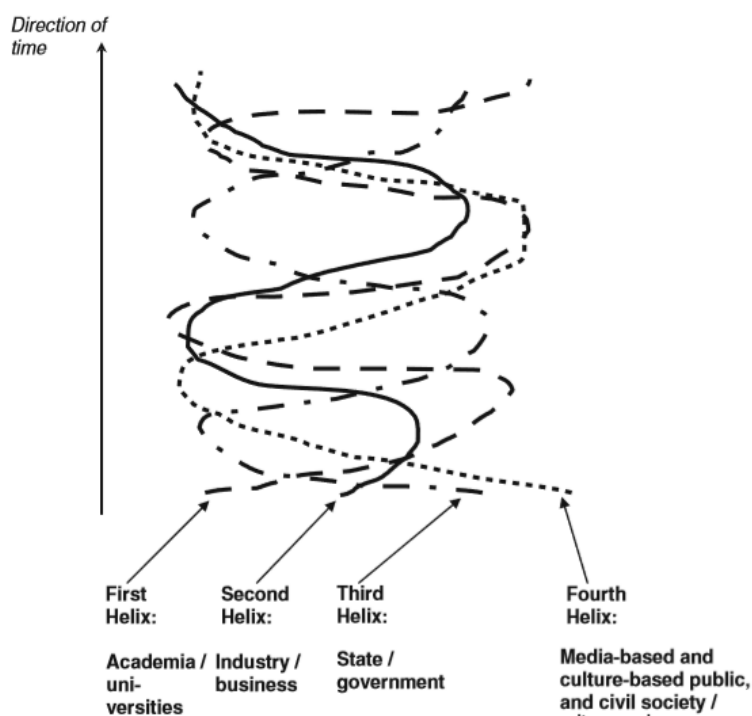 Direction of
time
First
Helix:
Second
Helix:
Third
Helix:
Fourth
Helix:
Academia /
uni-
versities
Industry /
business
State /
government
Media-based and
culture-based public,
and civil society /